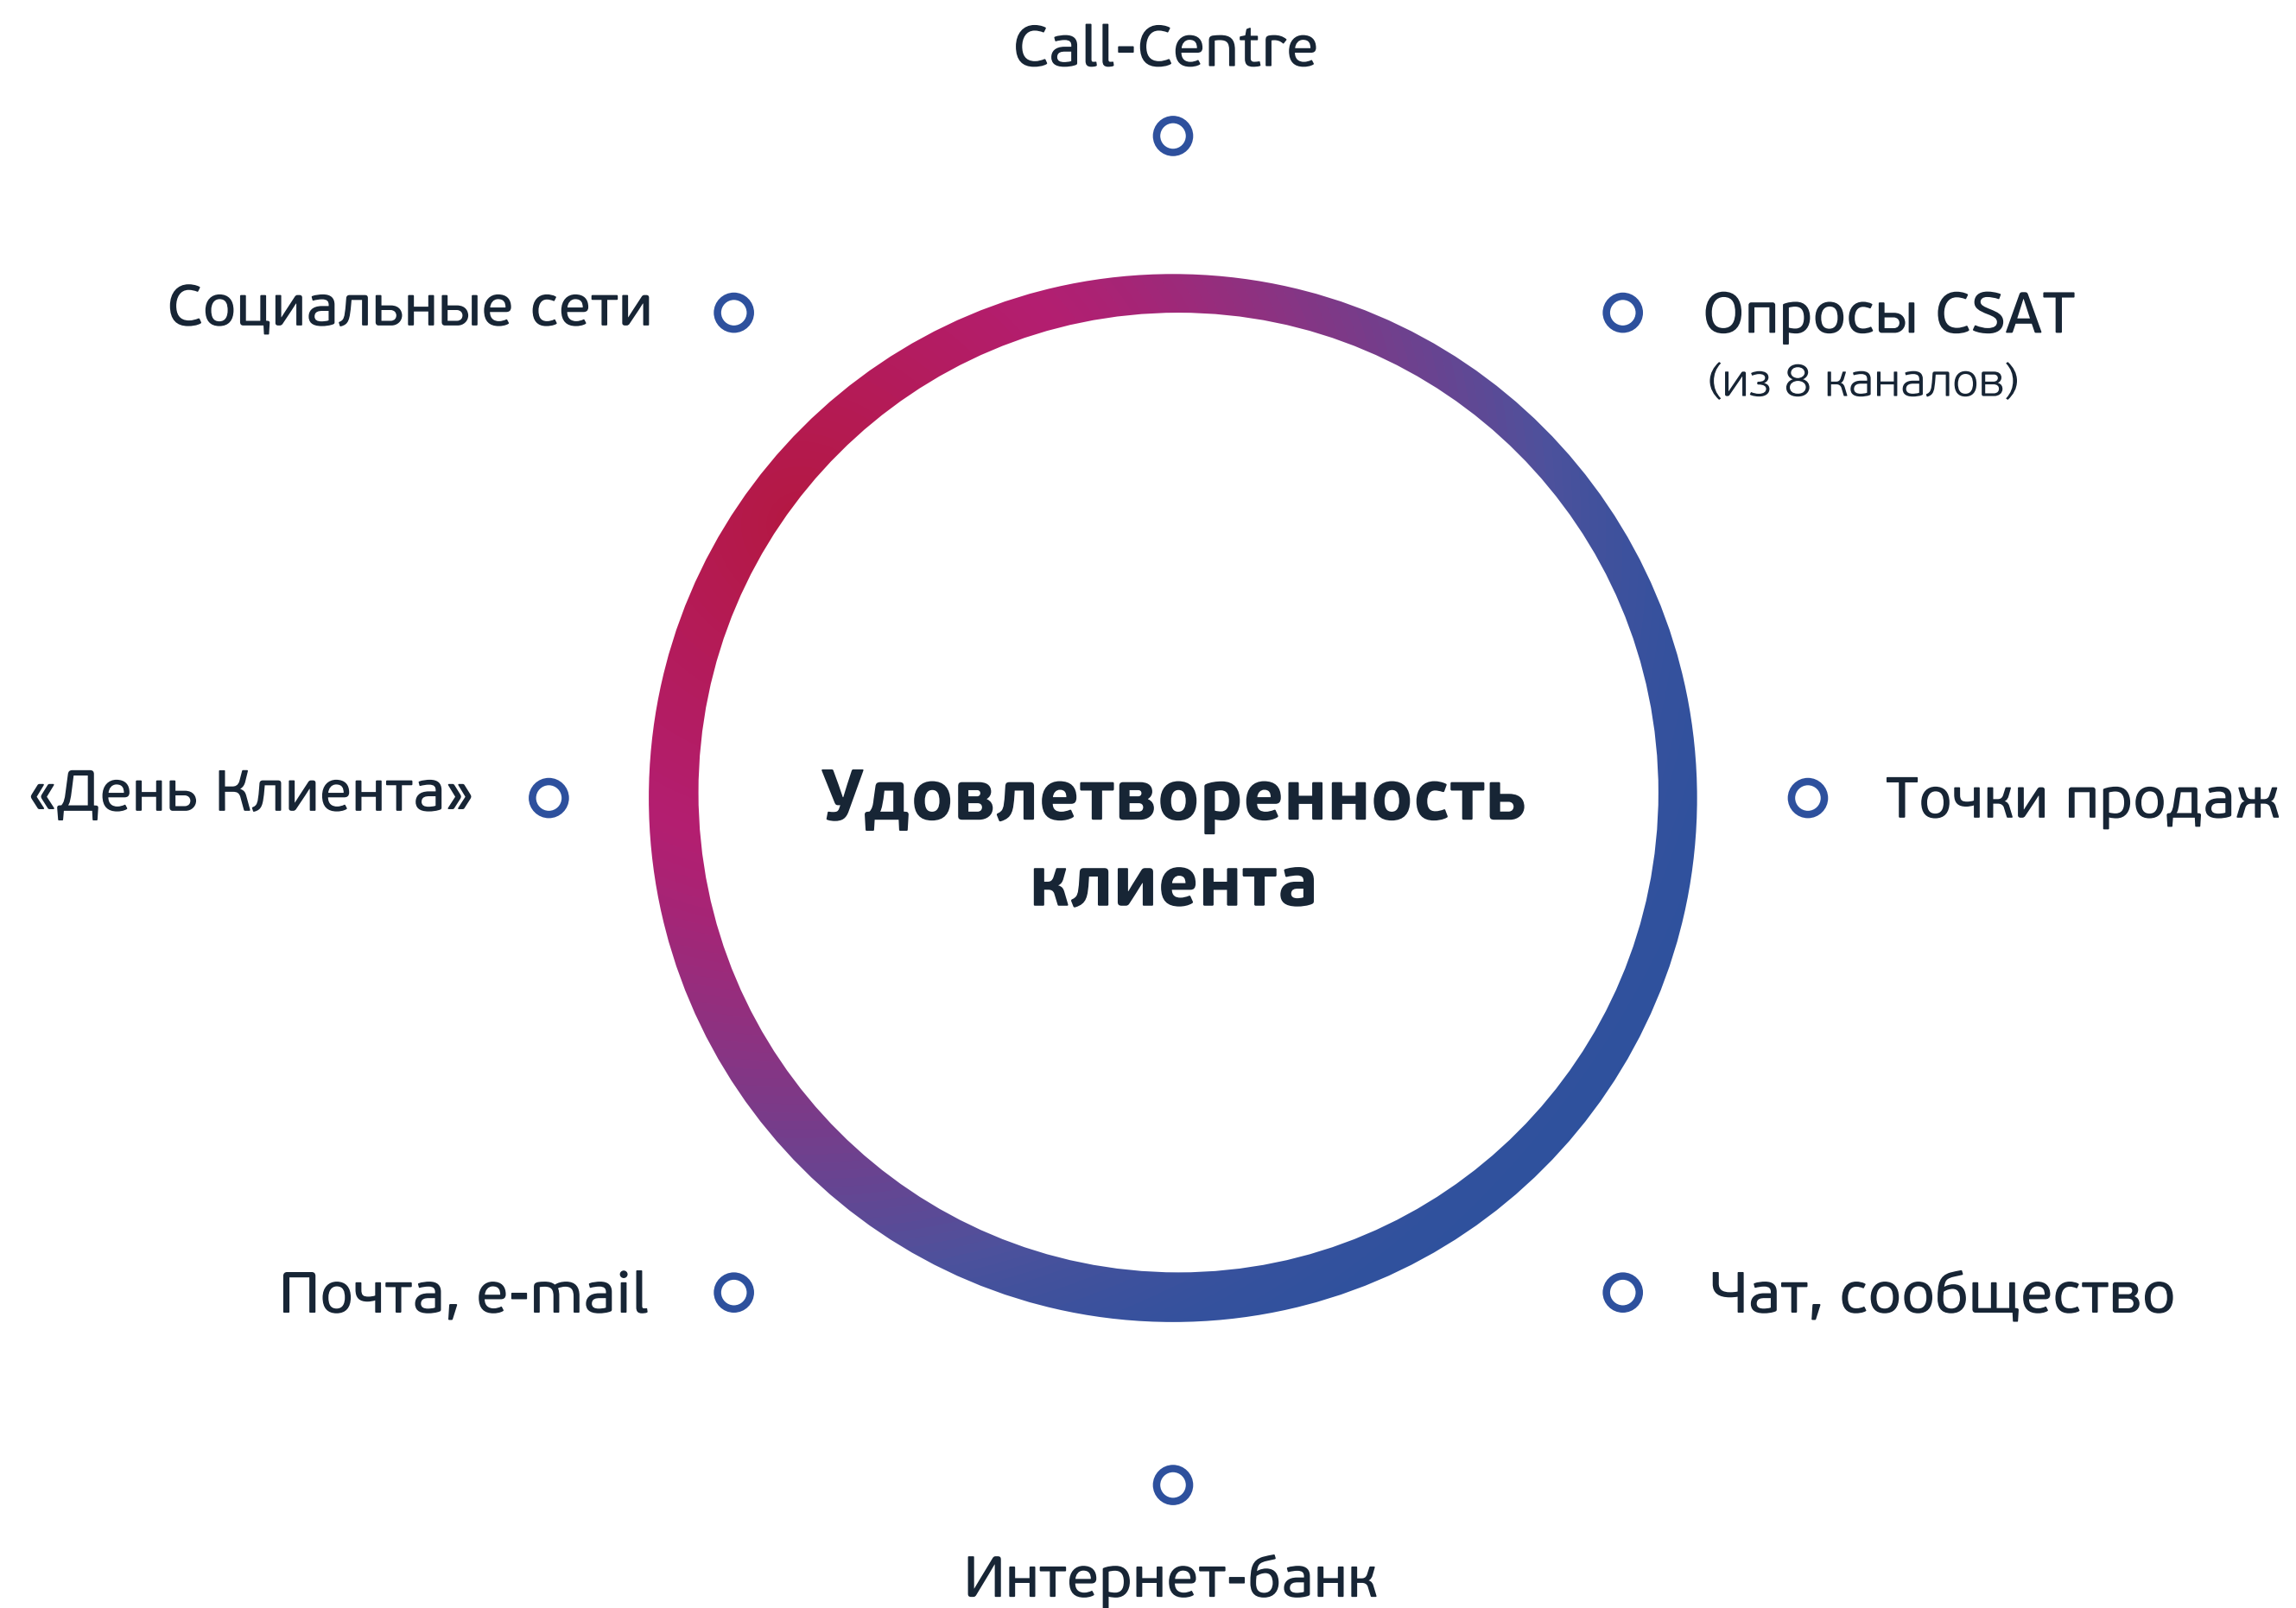 Call-Centre
Социальные сети
Опросы CSAT
(из 8 каналов)
«День Клиента»
Удовлетворенность
клиента
Точки продаж
Почта, e-mail
Чат, сообщество
Интернет-банк